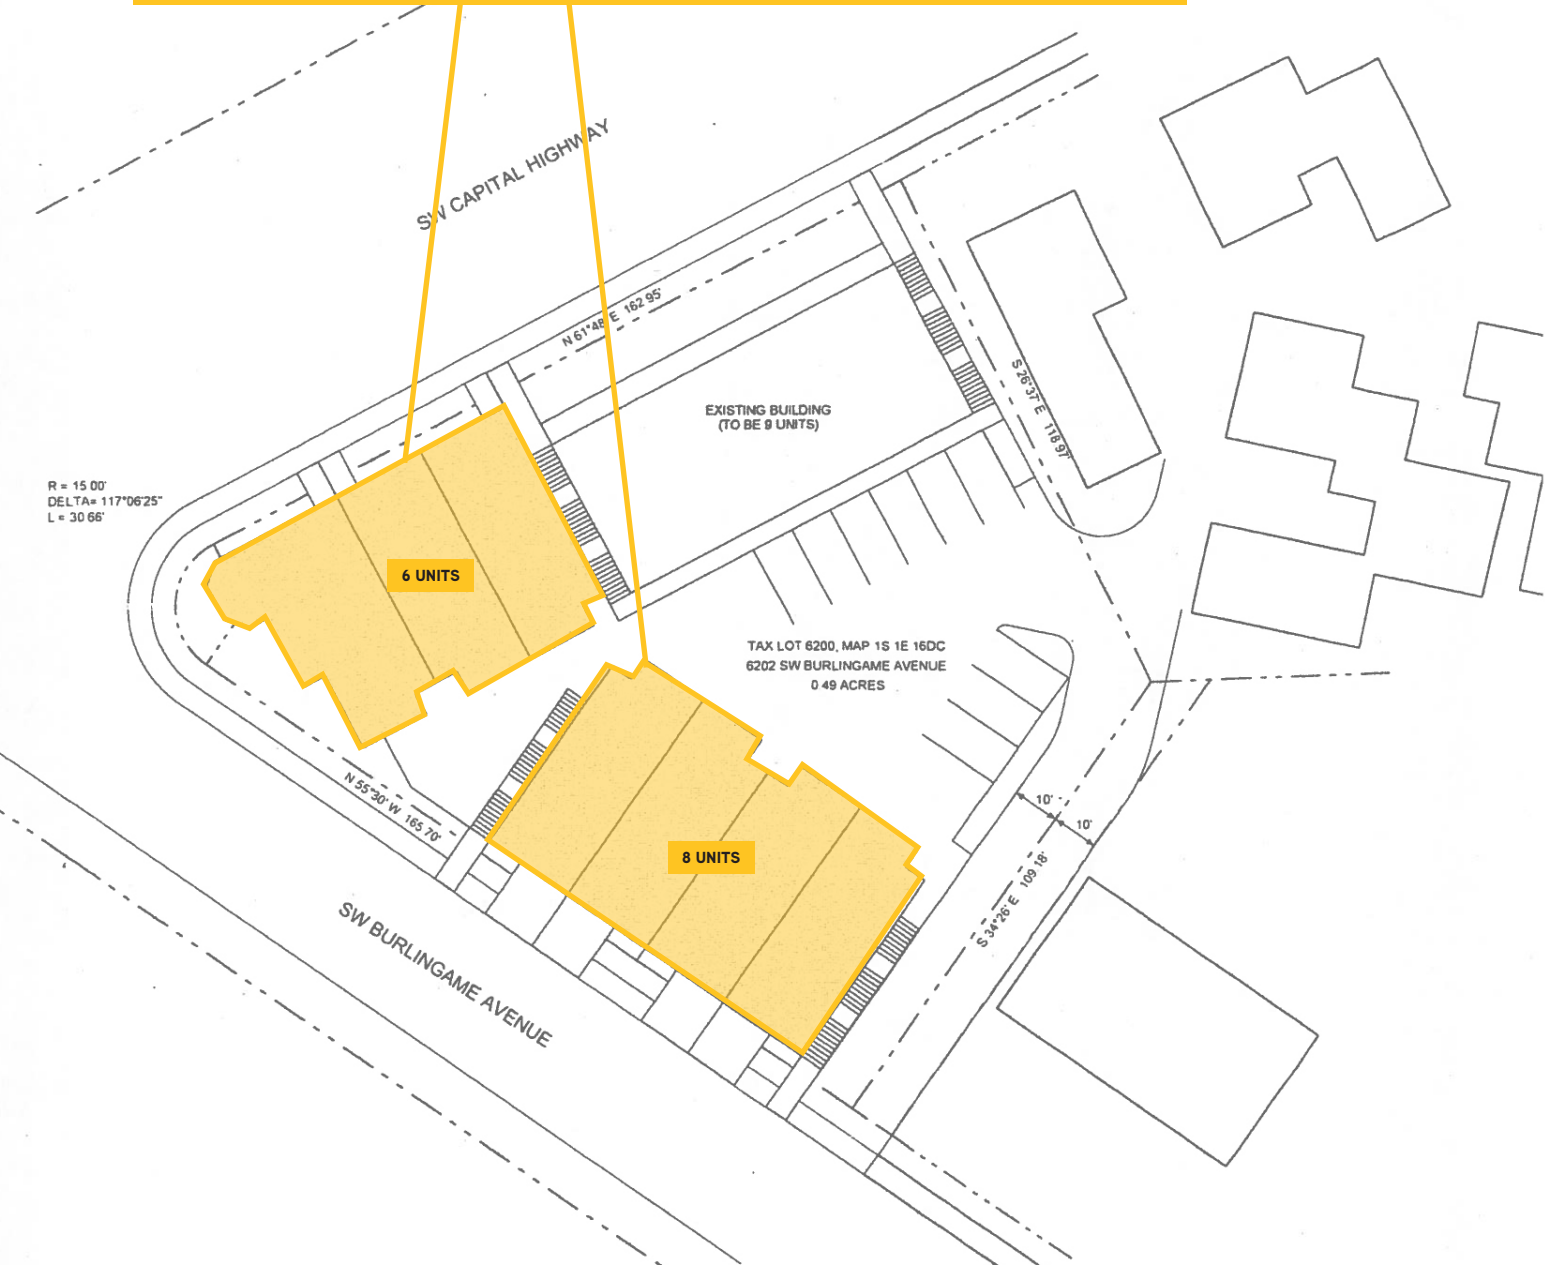 SW CAPITAL HIGHWAY
N 61°48' E 162 95'
EXISTING BUILDING
(TO BE 9 UNITS)
S 26°37' E 118 97'
R = 15 00'
DELTA= 117°06'25"
L = 30 66'
6 UNITS
TAX LOT 6200, MAP 1S 1E 16DC
6202 SW BURLINGAME AVENUE
0 49 ACRES
N 55°30' W 165 70'
10'
10'
8 UNITS
S 34°26' E 109 18'
SW BURLINGAME AVENUE